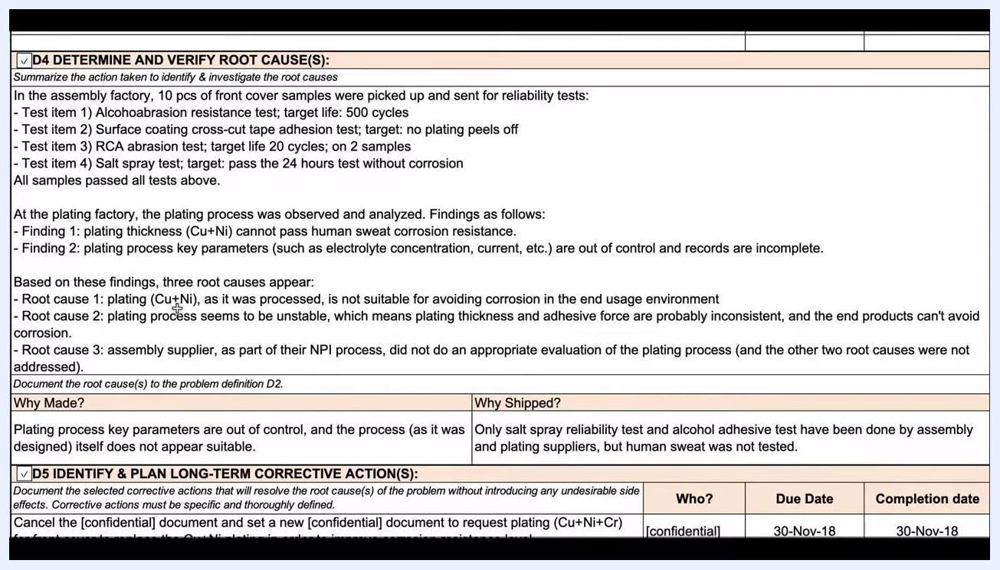 D4 DETERMINE AND VERIFY ROOT CAUSE(S):
Summarize the action taken to identify & investigate the root causes
In the assembly factory, 10 pcs of front cover samples were picked up and sent for reliability tests:
- Test item 1) Alcohoabrasion resistance test; target life: 500 cycles
- Test item 2) Surface coating cross-cut tape adhesion test; target: no plating peels off
- Test item 3) RCA abrasion test; target life 20 cycles; on 2 samples
- Test item 4) Salt spray test; target: pass the 24 hours test without corrosion
All samples passed all tests above.
At the plating factory, the plating process was observed and analyzed. Findings as follows:
- Finding 1: plating thickness (Cu+Ni) cannot pass human sweat corrosion resistance.
- Finding 2: plating process key parameters (such as electrolyte concentration, current, etc.) are out of control and records are incomplete.
Based on these findings, three root causes appear:
- Root cause 1: plating (Cu+Ni), as it was processed, is not suitable for avoiding corrosion in the end usage environment
- Root cause 2: plating process seems to be unstable, which means plating thickness and adhesive force are probably inconsistent, and the end products can't avoid
corrosion.
- Root cause 3: assembly supplier, as part of their NPI process, did not do an appropriate evaluation of the plating process (and the other two root causes were not
addressed).
Document the root cause(s) to the problem definition D2.
Why Made?
Why Shipped?
Plating process key parameters are out of control, and the process (as it was
designed) itself does not appear suitable.
Only salt spray reliability test and alcohol adhesive test have been done by assembly
and plating suppliers, but human sweat was not tested.
D5 IDENTIFY & PLAN LONG-TERM CORRECTIVE ACTION(S):
Document the selected corrective actions that will resolve the root cause(s) of the problem without introducing any undesirable side
effects. Corrective actions must be specific and thoroughly defined.
Who?
Due Date
Completion date
Cancel the [confidential] document and set a new [confidential] document to request plating (Cu+Ni+Cr)
[confidential]
30-Nov-18
30-Nov-18